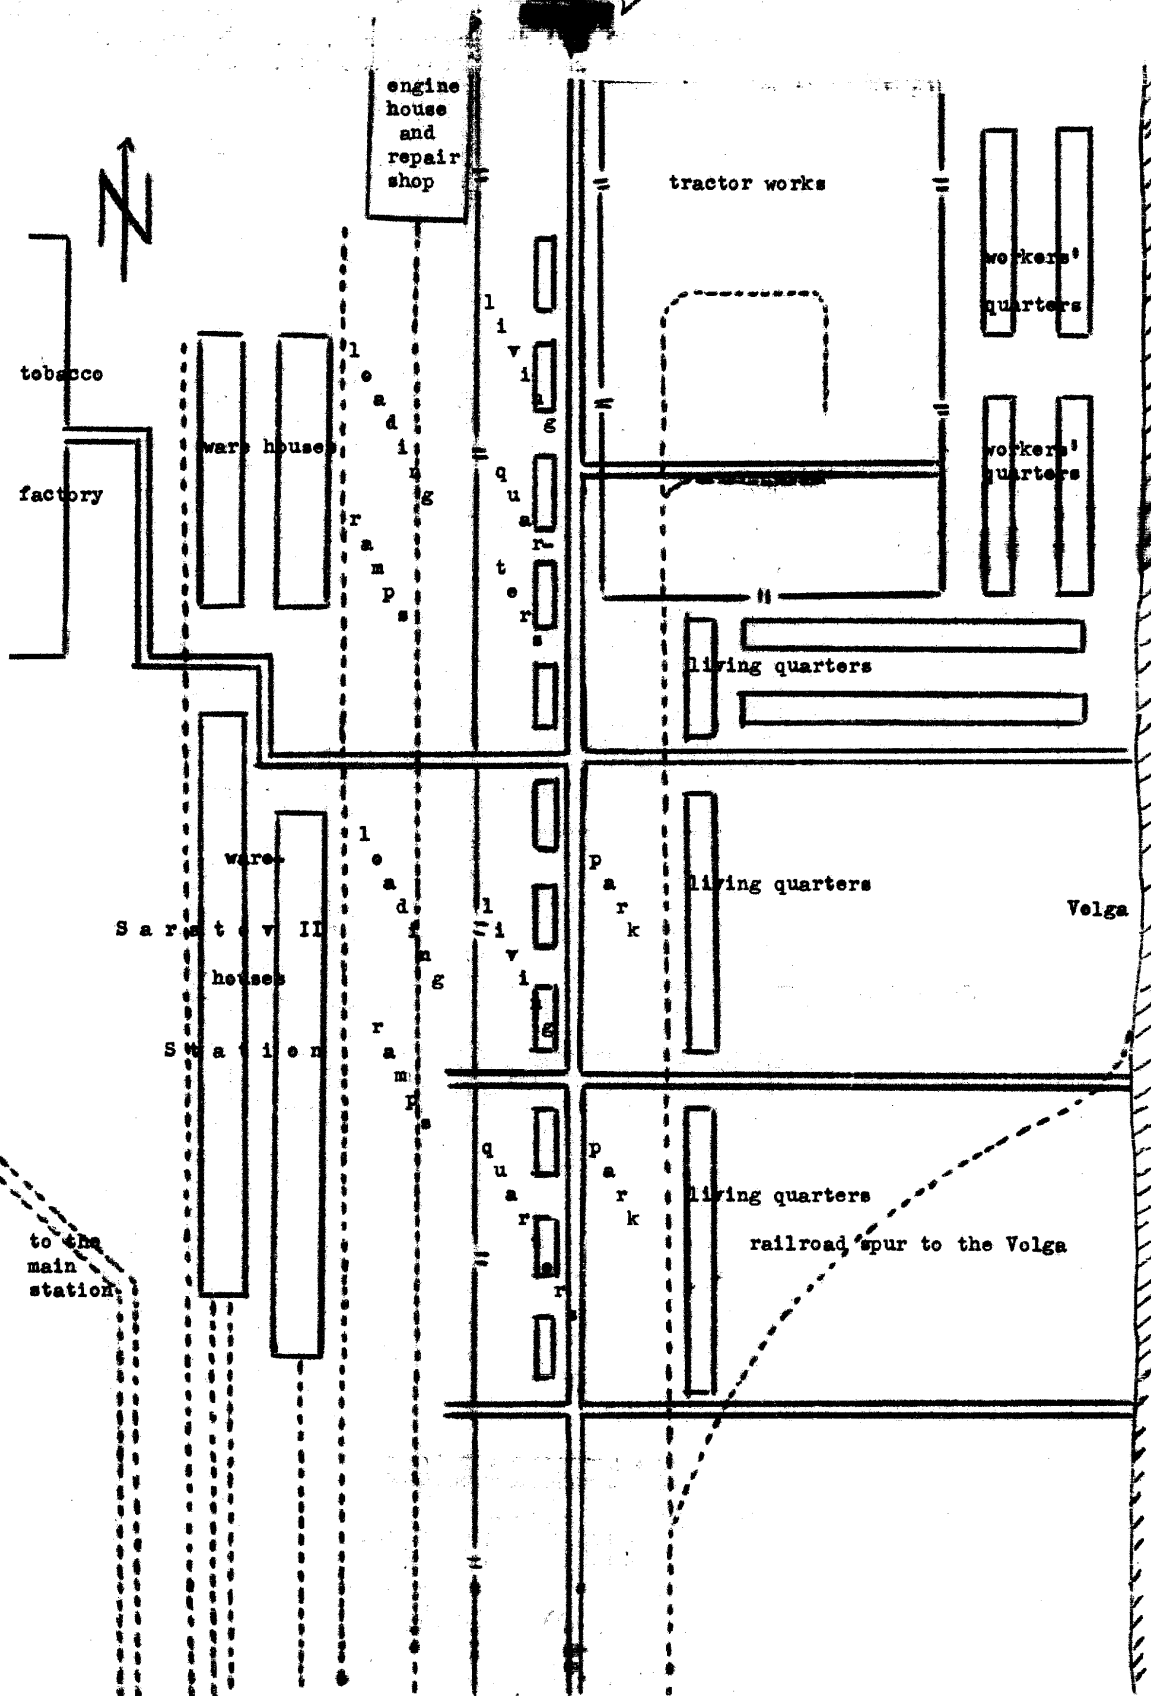 engine
house
and
repair
shop
N
tractor works
workers'
quarters
living quarters
tobacco
factory
ware houses
loading ramps
workers'
quarters
living quarters
ware-
houses
Saratov II
Station
loading ramps
living quarters
park
living quarters
Volga
park
living quarters
railroad spur to the Volga
to the
main
station